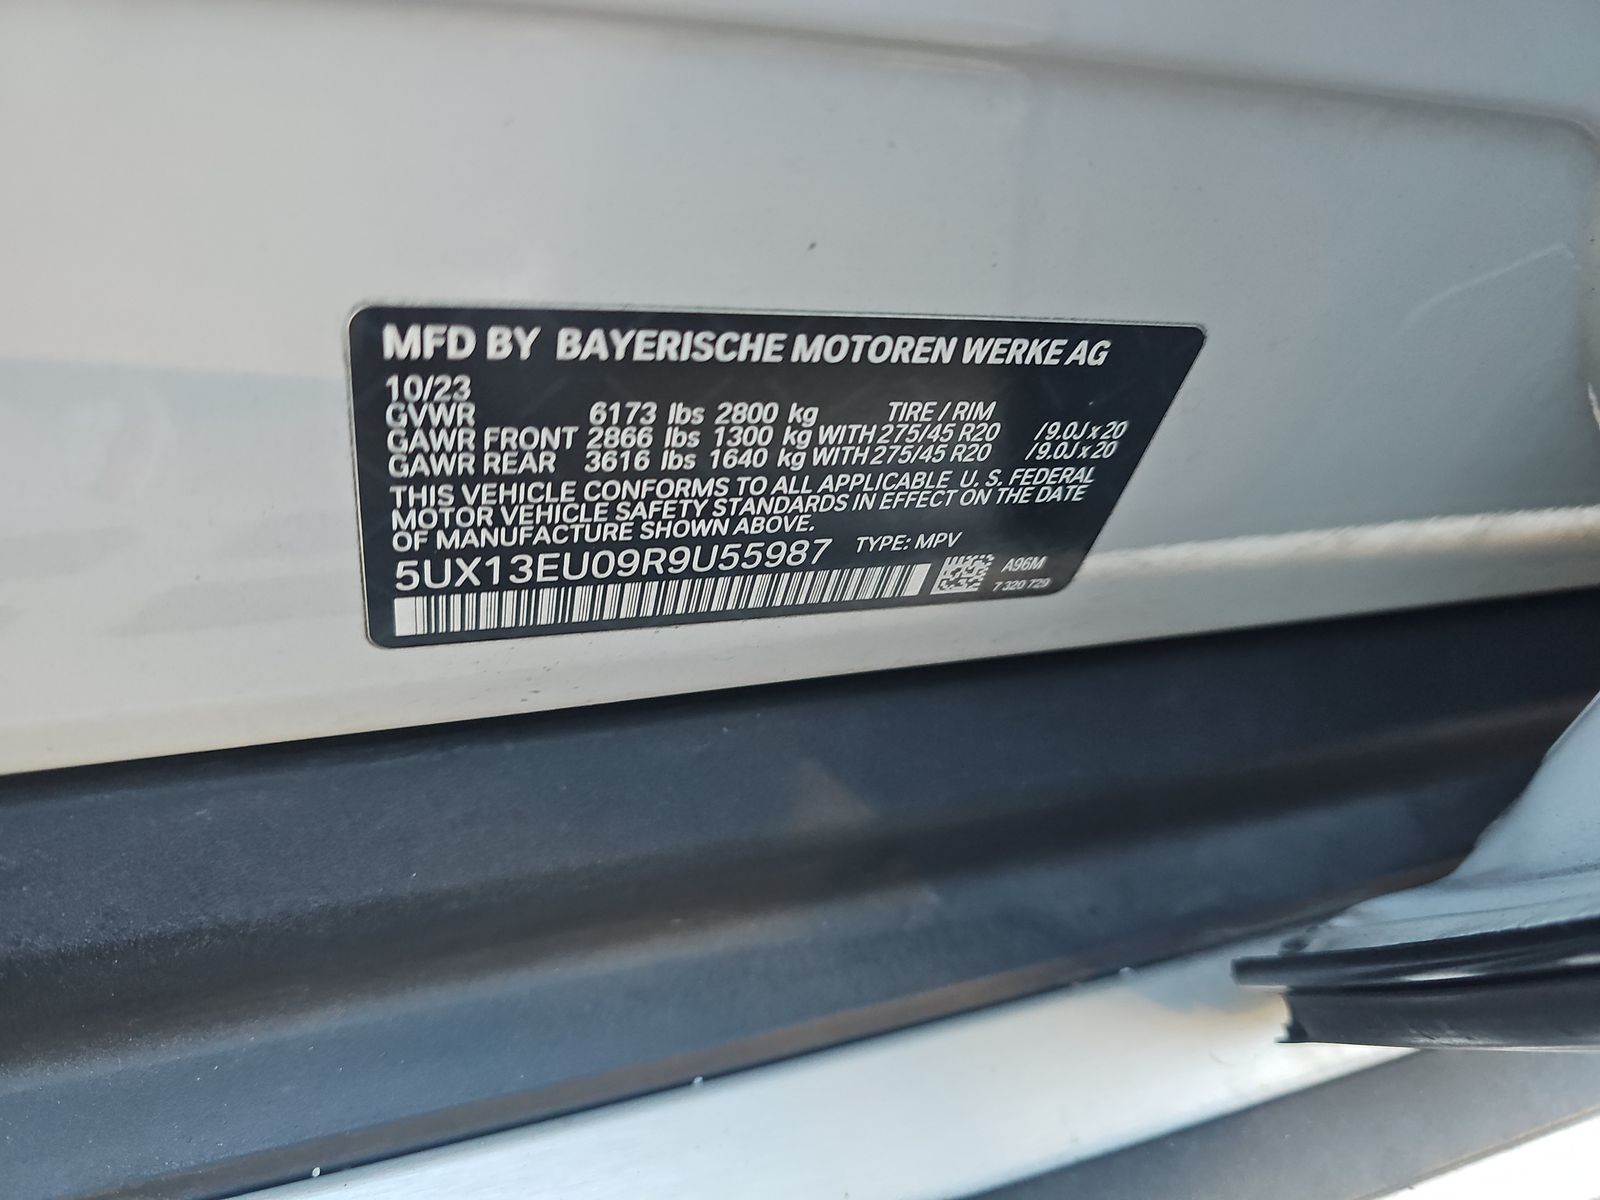 MFD BY BAYERISCHE MOTOREN WERKE AG
10/23
GVWR 6173 lbs 2800 kg TIRE / RIM
GAWR FRONT 2866 lbs 1300 kg WITH 275/45 R20 /9.0J x 20
GAWR REAR 3616 lbs 1640 kg WITH 275/45 R20 /9.0J x 20
THIS VEHICLE CONFORMS TO ALL APPLICABLE U. S. FEDERAL
MOTOR VEHICLE SAFETY STANDARDS IN EFFECT ON THE DATE
OF MANUFACTURE SHOWN ABOVE.
5UX13EU09R9U55987 TYPE: MPV
A96M
7 320 729